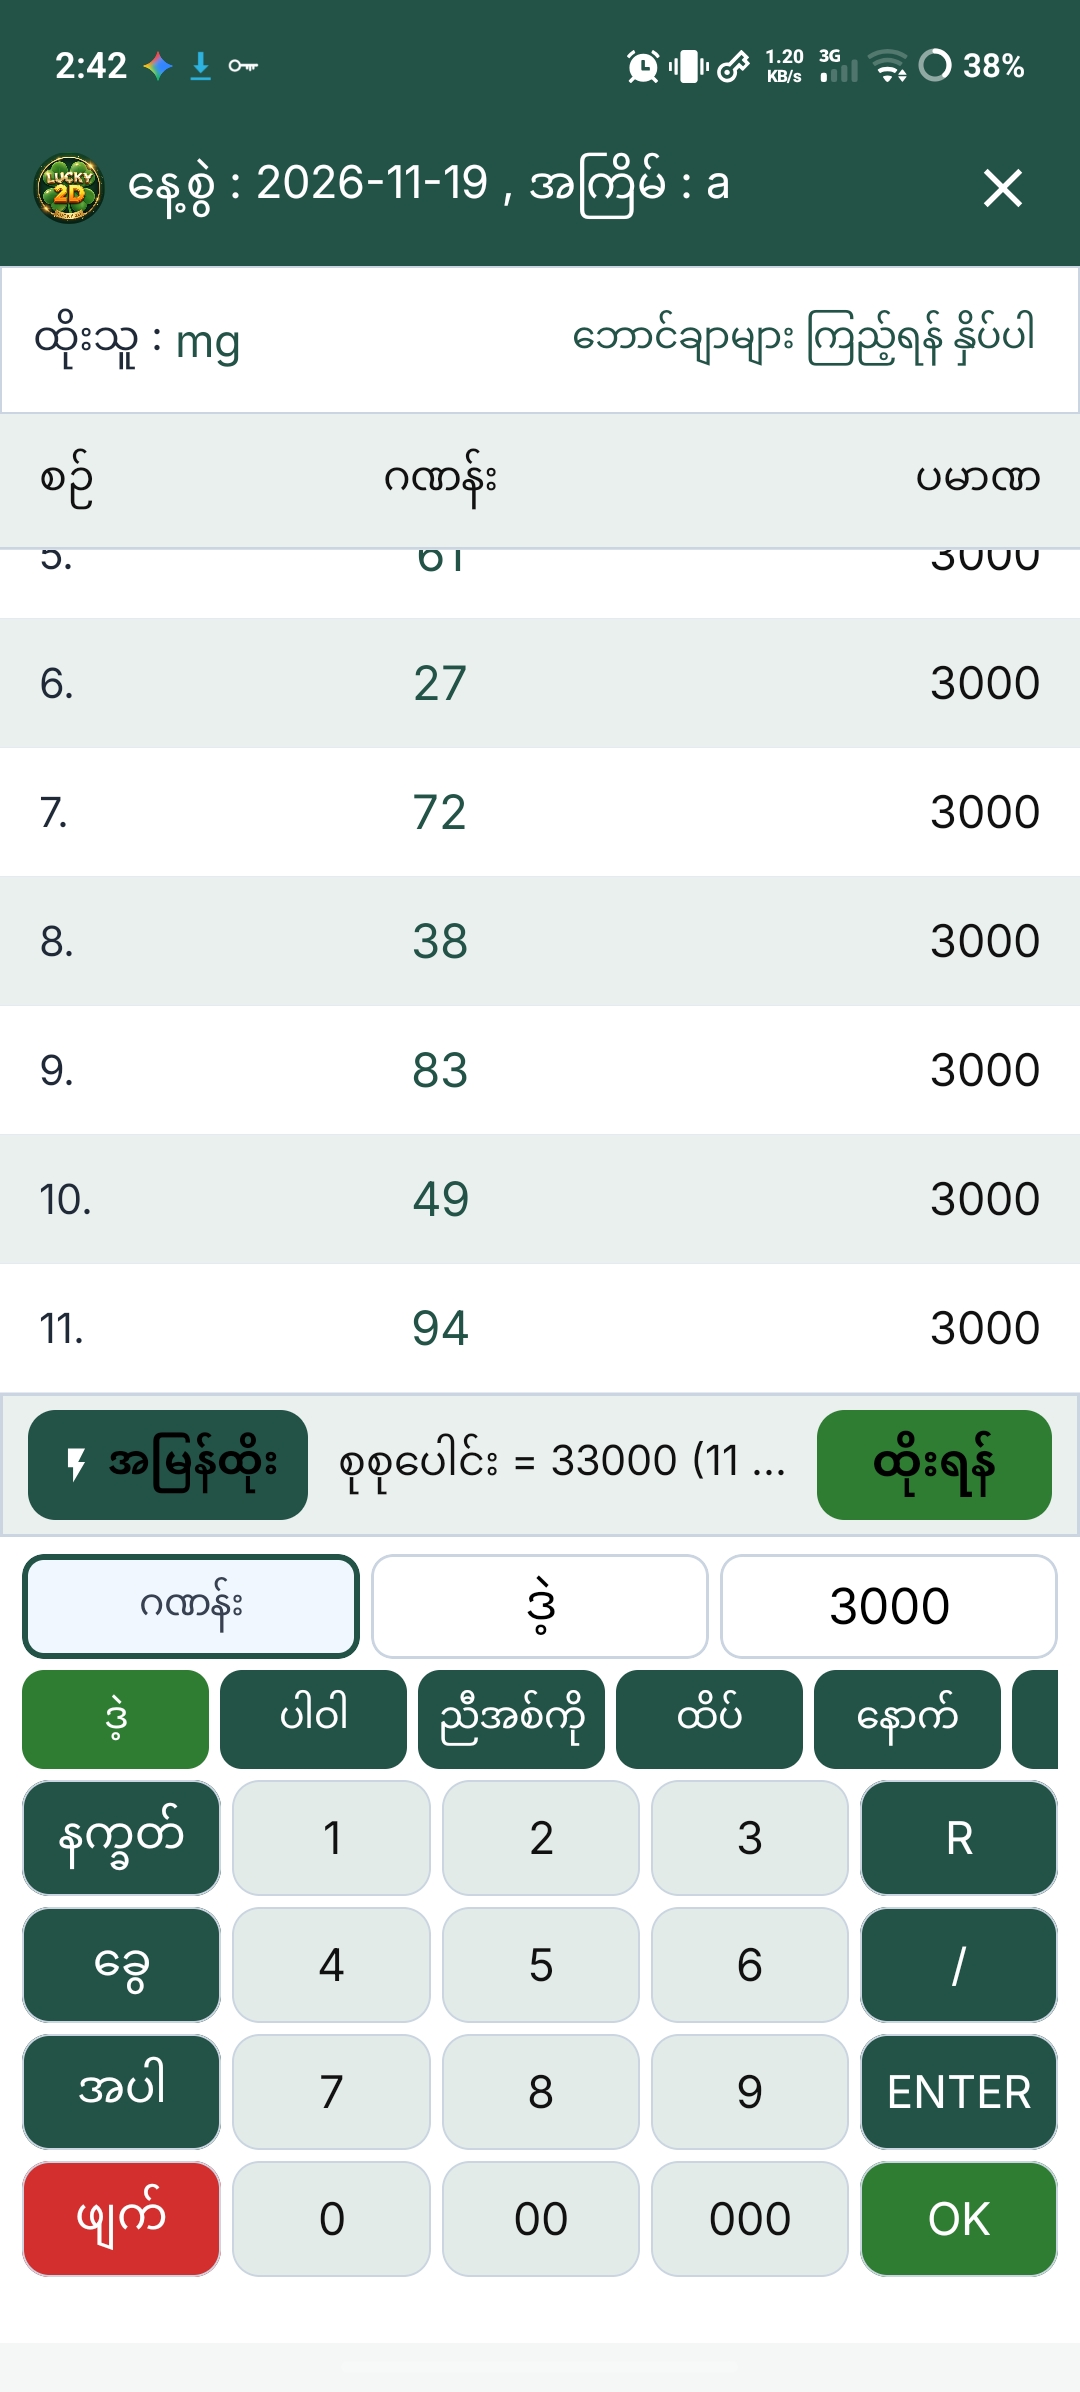 2:42 1.20 KB/s 3G 38%
LUCKY 2D နေ့စွဲ : 2026-11-19 , အကြိမ် : a
ထိုးသူ : mg ဘောင်ချာများ ကြည့်ရန် နှိပ်ပါ
စဉ် ဂဏန်း ပမာဏ
5. 61 3000
6. 27 3000
7. 72 3000
8. 38 3000
9. 83 3000
10. 49 3000
11. 94 3000
အမြန်ထိုး စုစုပေါင်း = 33000 (11 ... ထိုးရန်
ဂဏန်း ဒဲ့ 3000
ဒဲ့ ပါဝါ ညီအစ်ကို ထိပ် နောက်
နက္ခတ် 1 2 3 R
ခွေ 4 5 6 /
အပါ 7 8 9 ENTER
ဖျက် 0 00 000 OK